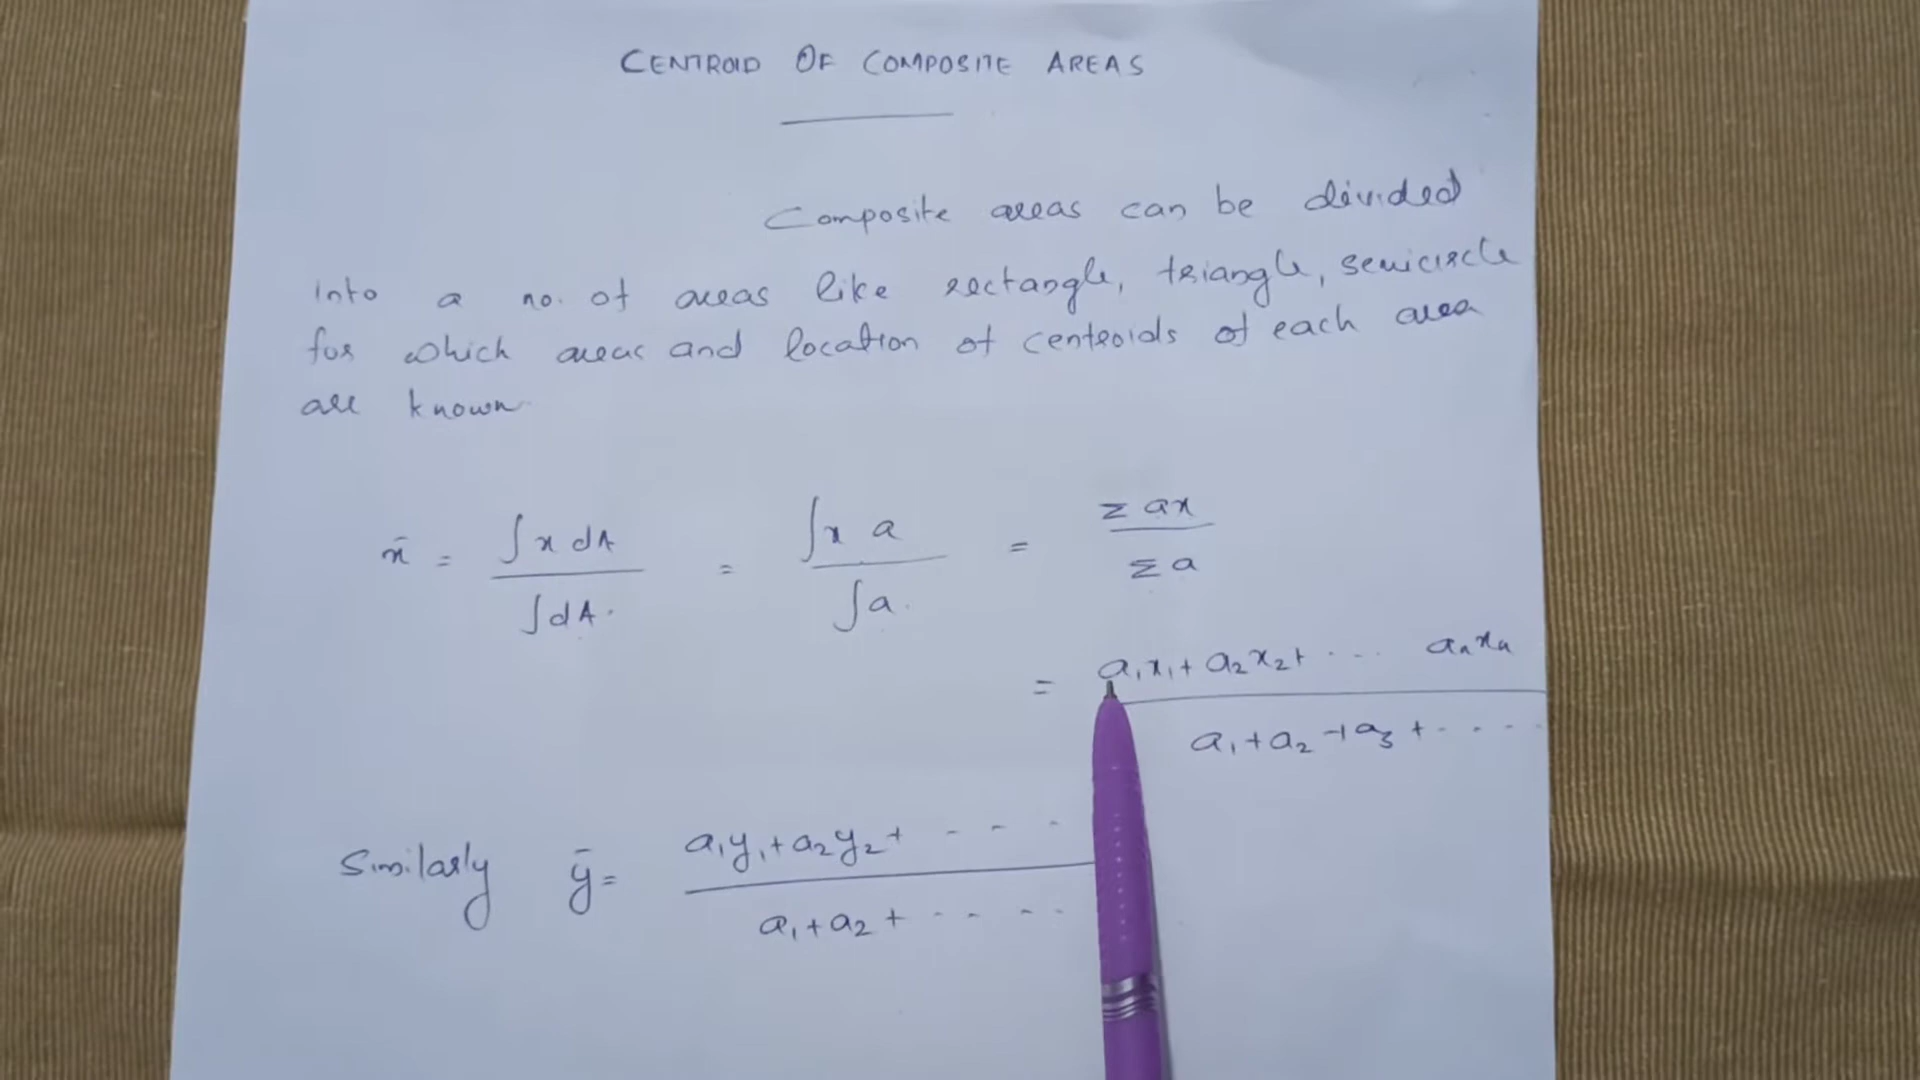 CENTROID OF COMPOSITE AREAS
Composite areas can be divided
into a no. of areas like rectangle, triangle, semicircle
for which areas and location of centroids of each area
are known.
x̄ = ∫x dA / ∫dA. = ∫x a / ∫a. = Σ ax / Σ a
= a₁x₁ + a₂x₂ + ... aₙxₙ / a₁ + a₂ + a₃ + ....
Similarly ȳ = a₁y₁ + a₂y₂ + - - - / a₁ + a₂ + - - - -